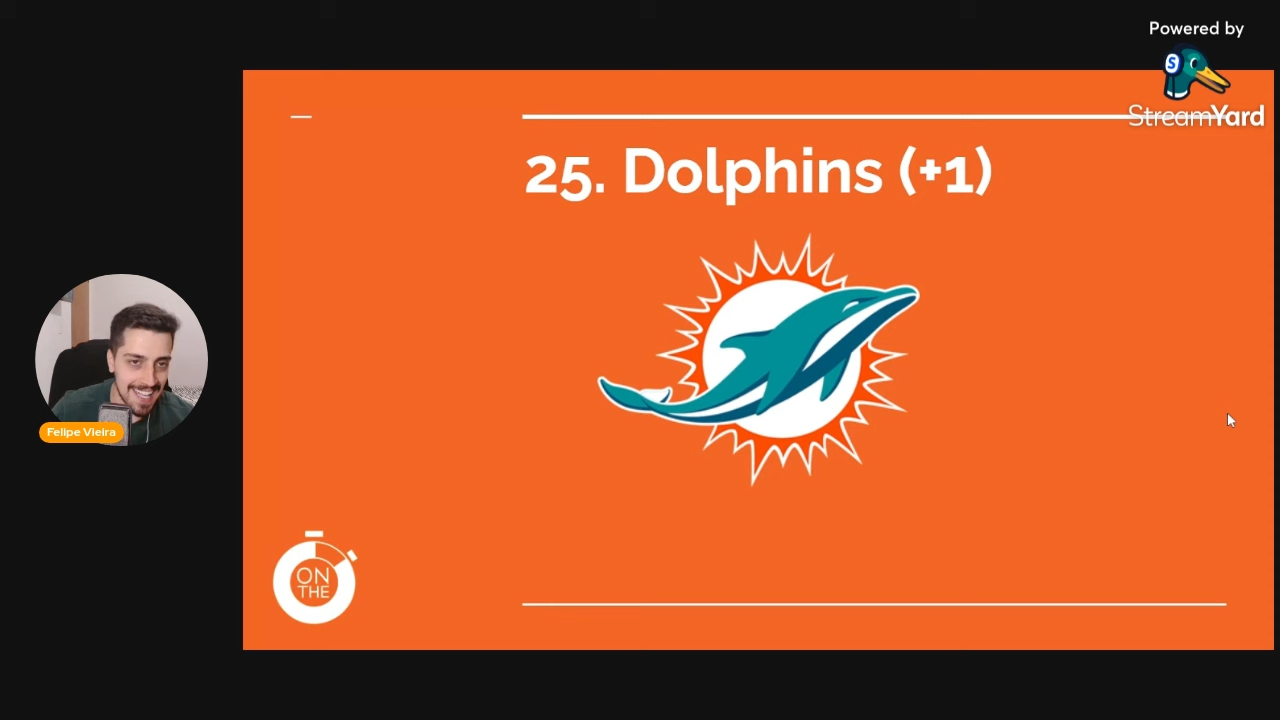 Powered by
S
StreamYard
25. Dolphins (+1)
Felipe Vieira
ON
THE